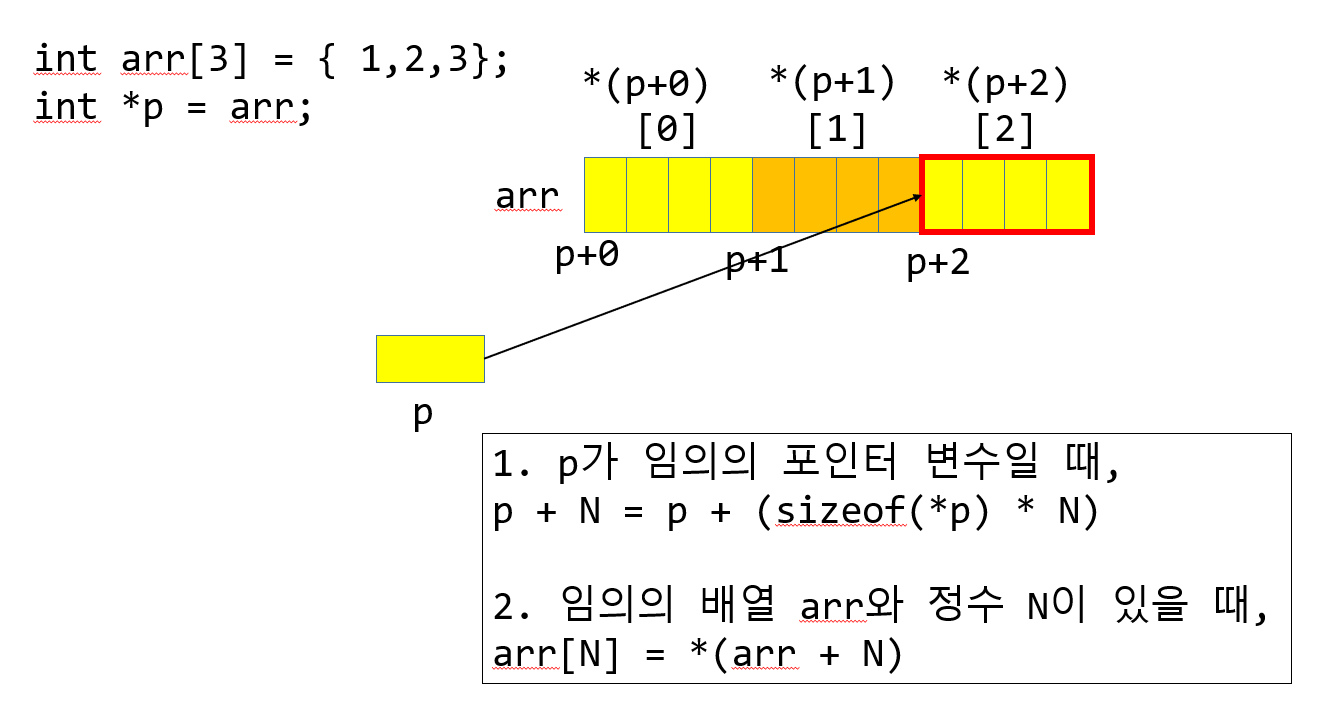 int arr[3] = { 1,2,3};
int *p = arr;
*(p+0) *(p+1) *(p+2)
[0] [1] [2]
arr
p+0 p+1 p+2
p
1. p가 임의의 포인터 변수일 때,
p + N = p + (sizeof(*p) * N)
2. 임의의 배열 arr와 정수 N이 있을 때,
arr[N] = *(arr + N)